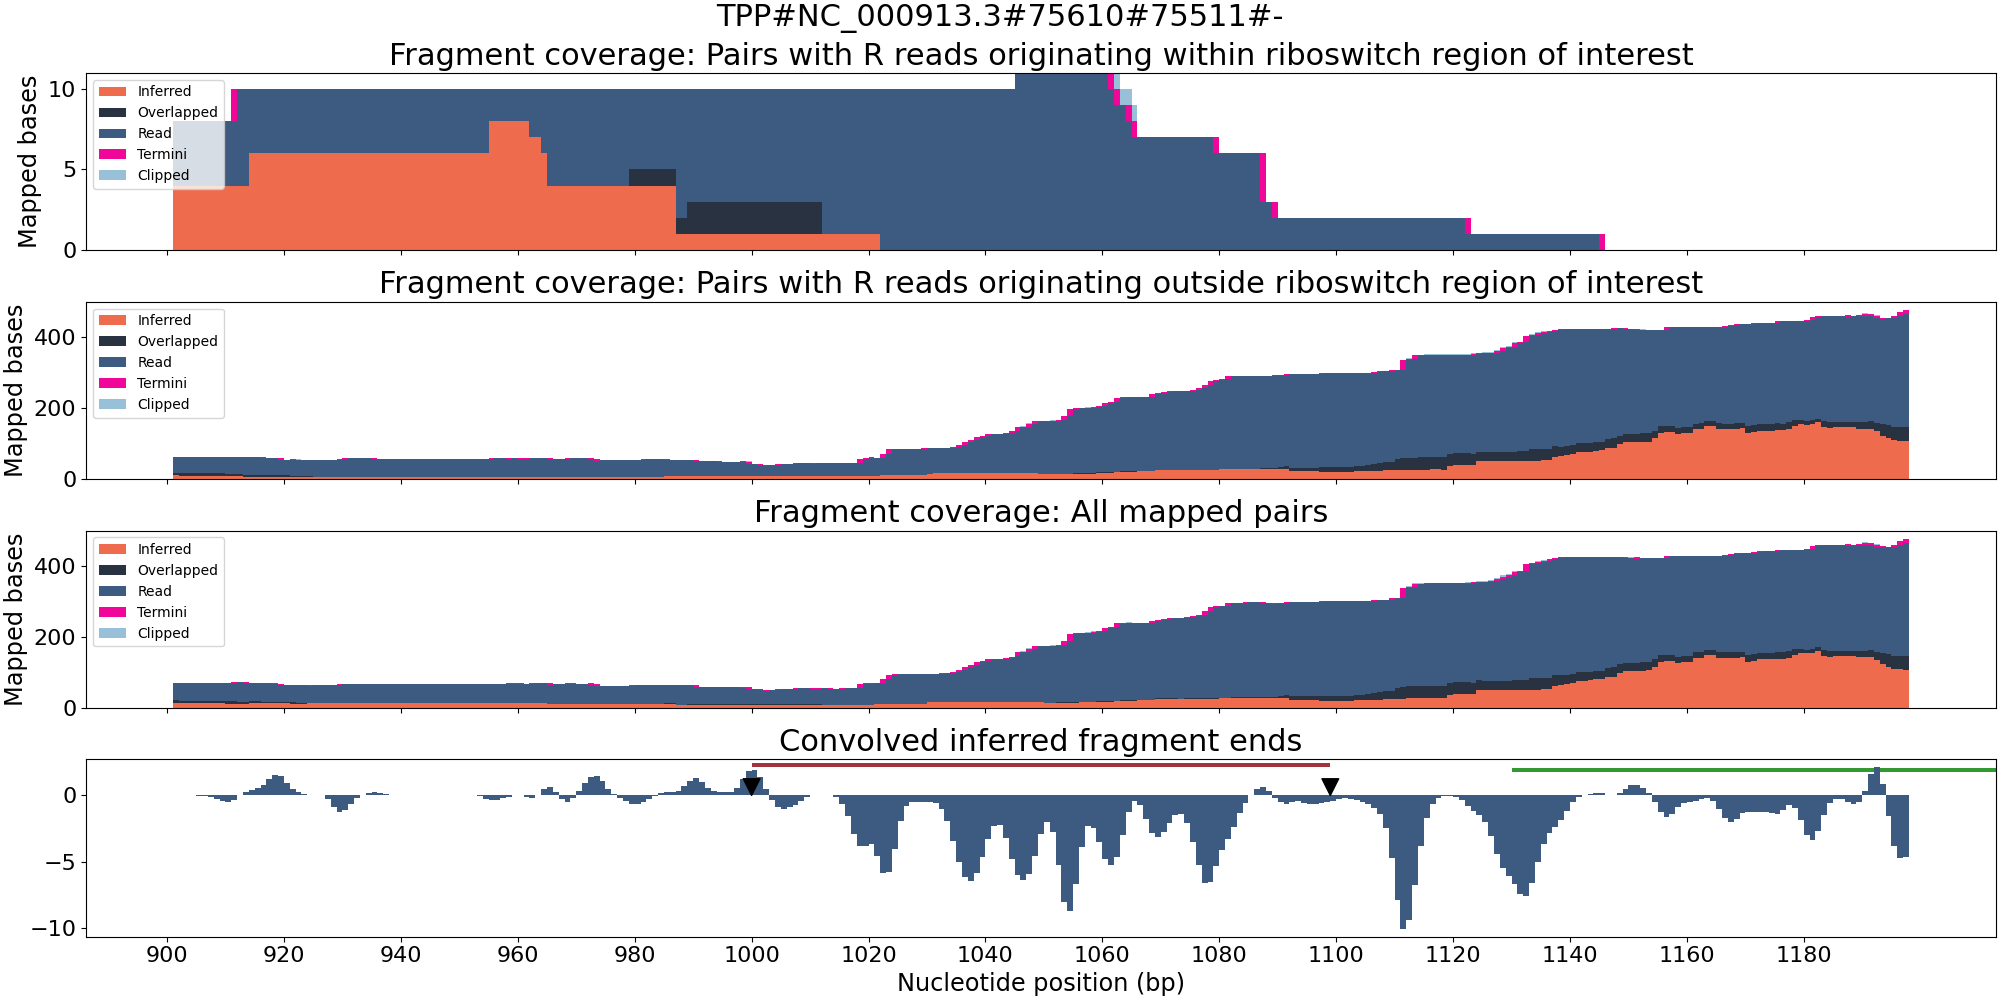 TPP#NC_000913.3#75610#75511#-
Fragment coverage: Pairs with R reads originating within riboswitch region of interest
Mapped bases
10
5
0
Inferred
Overlapped
Read
Termini
Clipped
Fragment coverage: Pairs with R reads originating outside riboswitch region of interest
Mapped bases
400
200
0
Inferred
Overlapped
Read
Termini
Clipped
Fragment coverage: All mapped pairs
Mapped bases
400
200
0
Inferred
Overlapped
Read
Termini
Clipped
Convolved inferred fragment ends
0
−5
−10
900 920 940 960 980 1000 1020 1040 1060 1080 1100 1120 1140 1160 1180
Nucleotide position (bp)